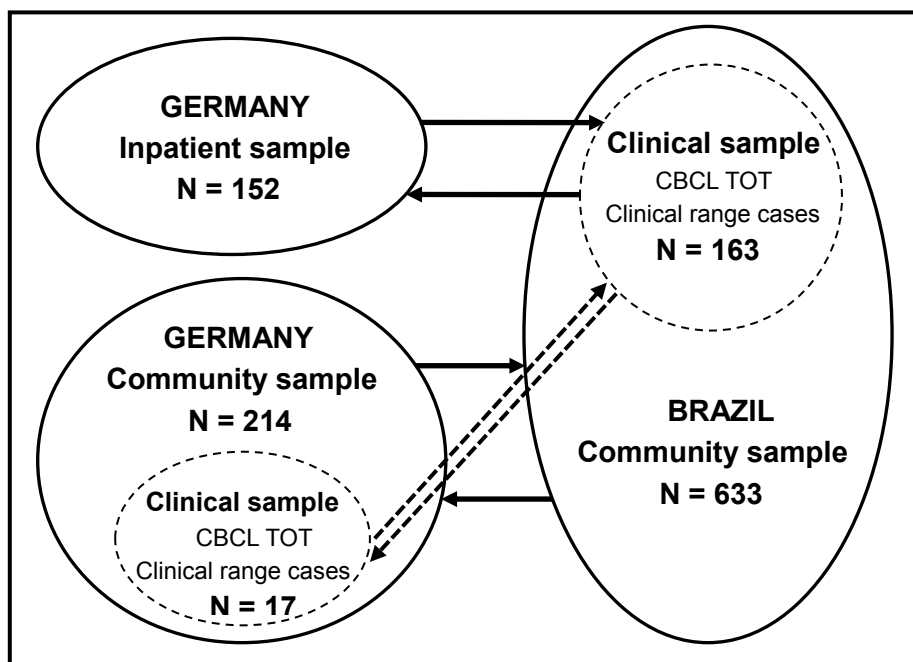 GERMANY
Inpatient sample
N = 152
Clinical sample
CBCL TOT
Clinical range cases
N = 163
GERMANY
Community sample
N = 214
Clinical sample
CBCL TOT
Clinical range cases
N = 17
BRAZIL
Community sample
N = 633